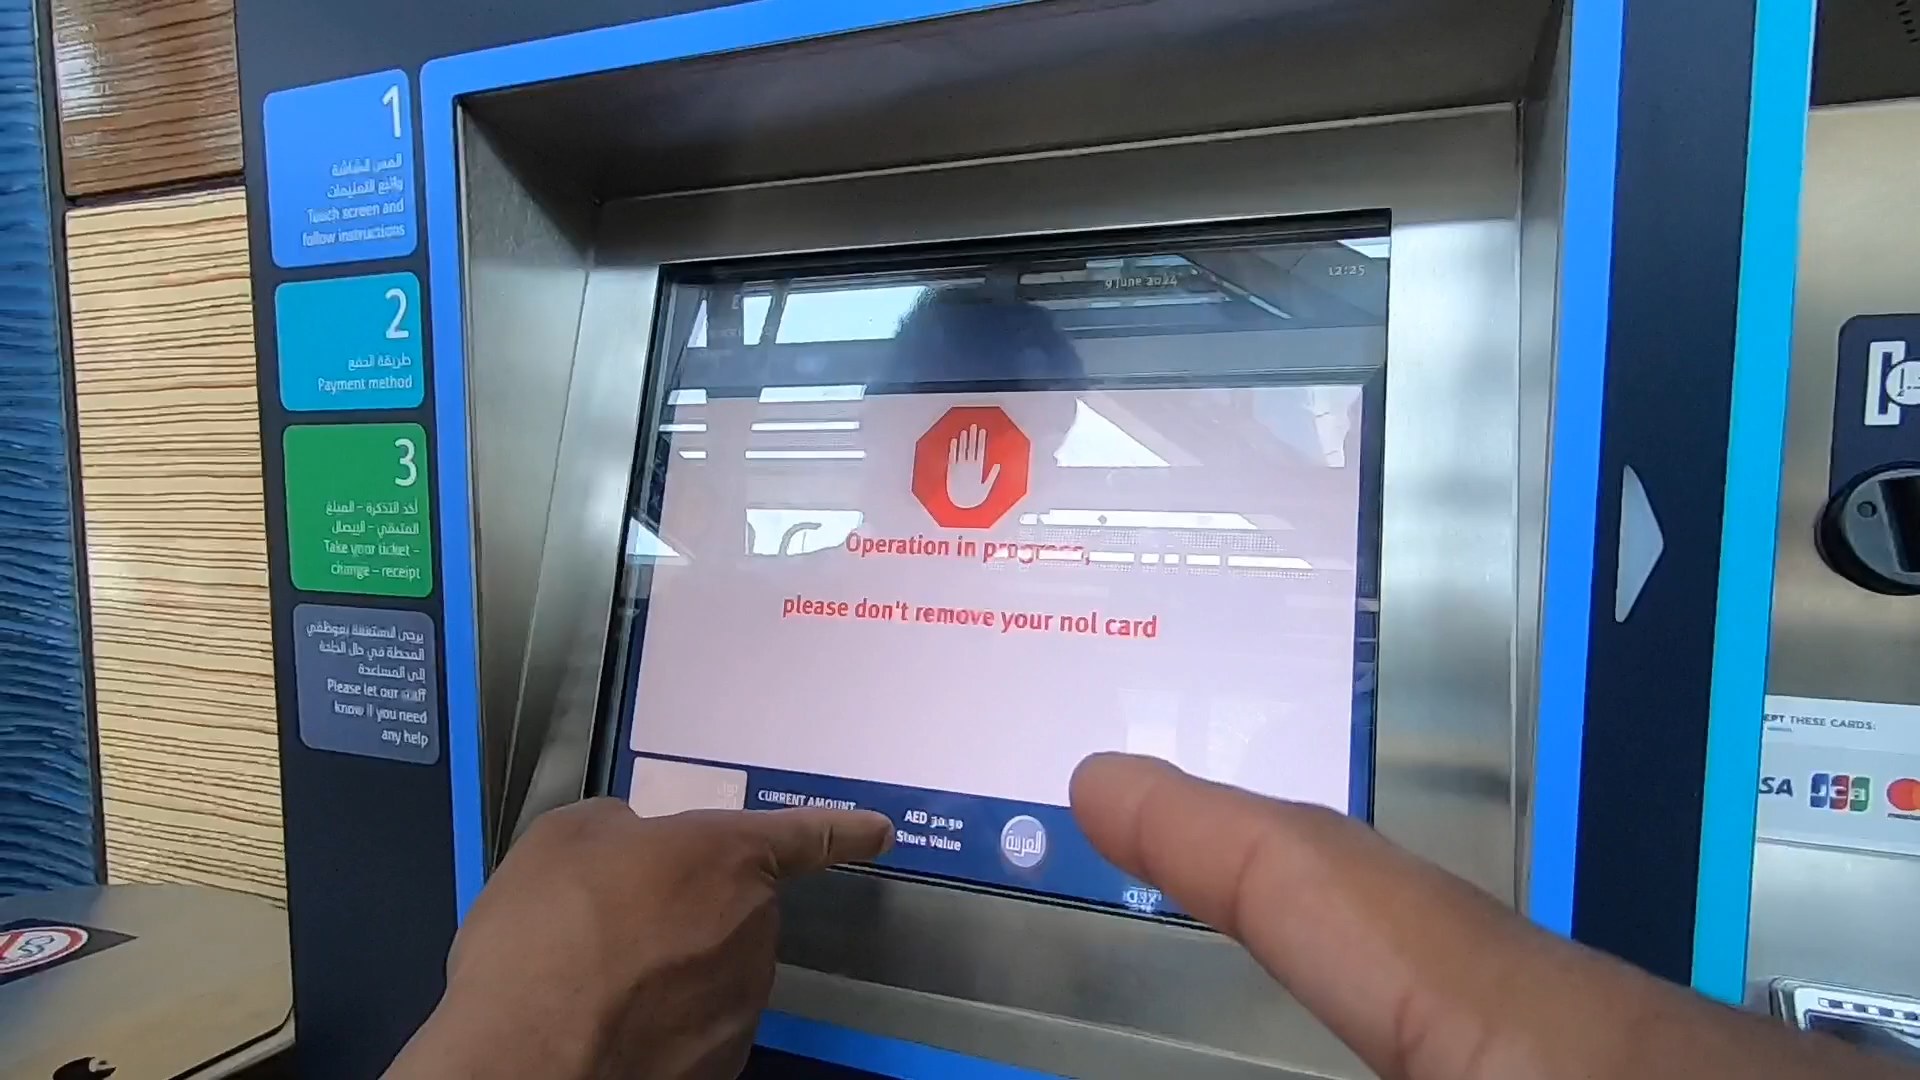 1
المس الشاشة
واتبع التعليمات
Touch screen and
follow instructions
2
طريقة الدفع
Payment method
3
أخذ التذكرة – المبلغ
المتبقي – الإيصال
Take your ticket –
change – receipt
يرجى الاستعانة بموظفي
المحطة في حال الحاجة
إلى المساعدة
Please let our staff
know if you need
any help
9 June 2024
12:25
Operation in progress,
please don't remove your nol card
CURRENT AMOUNT
AED 30.50
Store Value
العربية
THESE CARDS:
JCB